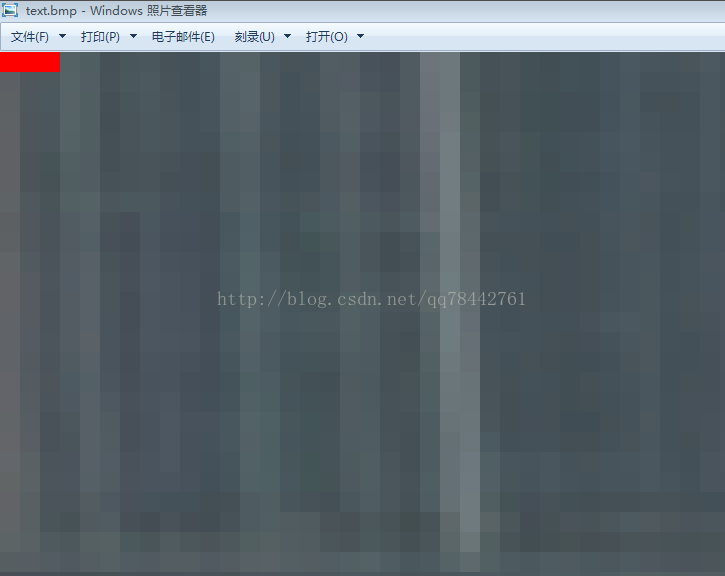 text.bmp - Windows 照片查看器
文件(F) 打印(P) 电子邮件(E) 刻录(U) 打开(O)
http://blog.csdn.net/qq78442761